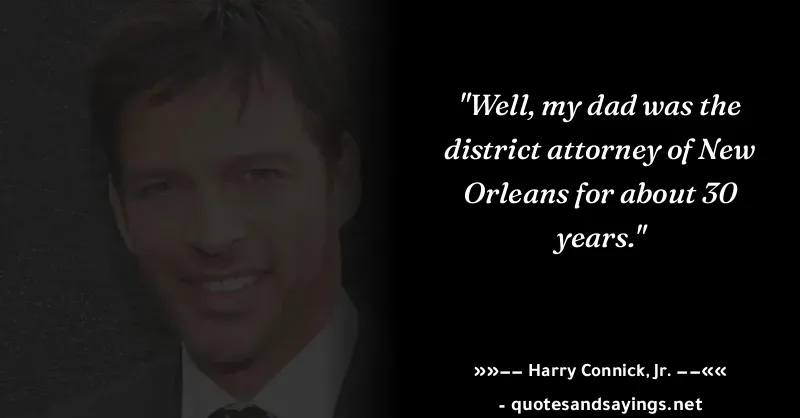 "Well, my dad was the
district attorney of New
Orleans for about 30
years."
»»−− Harry Connick, Jr. −−««
- quotesandsayings.net